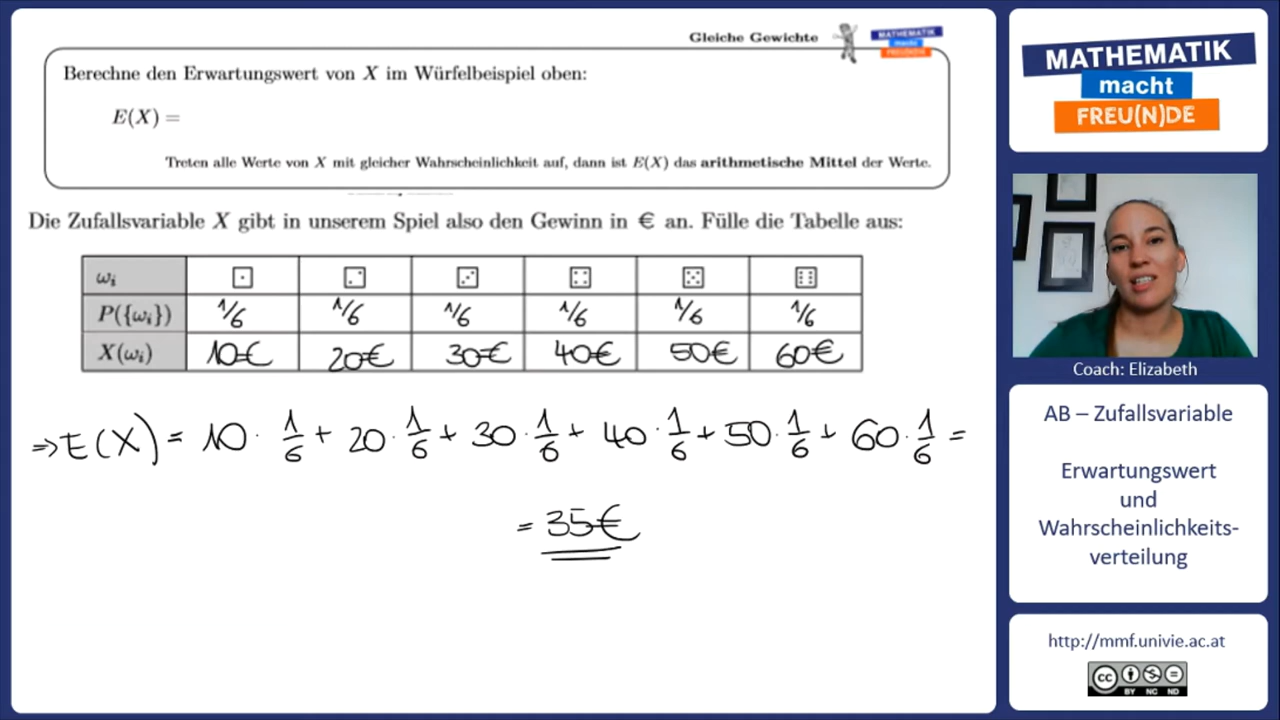 Gleiche Gewichte
MATHEMATIK
macht
FREU(N)DE
Berechne den Erwartungswert von X im Würfelbeispiel oben:
E(X) =
Treten alle Werte von X mit gleicher Wahrscheinlichkeit auf, dann ist E(X) das arithmetische Mittel der Werte.
Die Zufallsvariable X gibt in unserem Spiel also den Gewinn in € an. Fülle die Tabelle aus:
ωi ⚀ ⚁ ⚂ ⚃ ⚄ ⚅
P({ωi}) 1/6 1/6 1/6 1/6 1/6 1/6
X(ωi) 10€ 20€ 30€ 40€ 50€ 60€
⇒ E(X) = 10 · 1/6 + 20 · 1/6 + 30 · 1/6 + 40 · 1/6 + 50 · 1/6 + 60 · 1/6 =
= 35€
MATHEMATIK
macht
FREU(N)DE
Coach: Elizabeth
AB – Zufallsvariable
Erwartungswert
und
Wahrscheinlichkeits-
verteilung
http://mmf.univie.ac.at
cc
BY NC ND